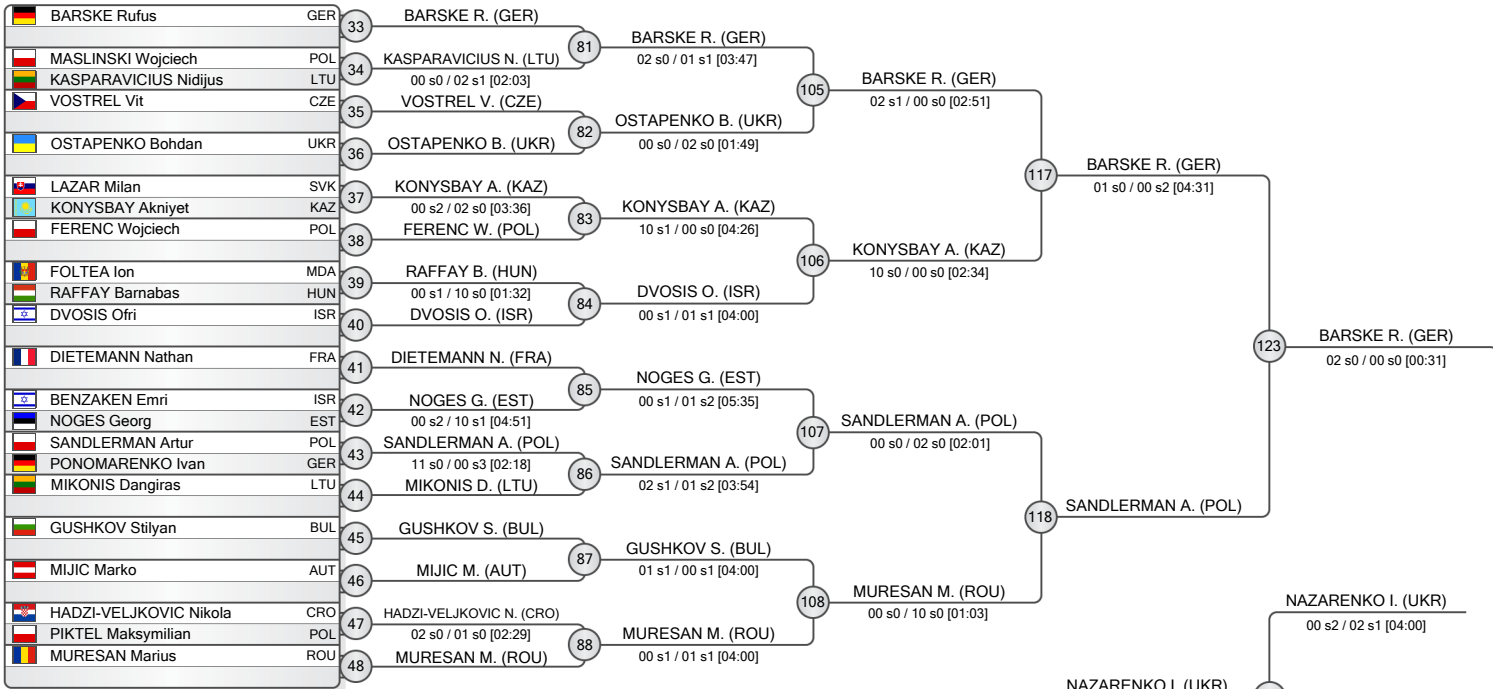 BARSKE Rufus GER
MASLINSKI Wojciech POL
KASPARAVICIUS Nidijus LTU
VOSTREL Vit CZE
OSTAPENKO Bohdan UKR
LAZAR Milan SVK
KONYSBAY Akniyet KAZ
FERENC Wojciech POL
FOLTEA Ion MDA
RAFFAY Barnabas HUN
DVOSIS Ofri ISR
DIETEMANN Nathan FRA
BENZAKEN Emri ISR
NOGES Georg EST
SANDLERMAN Artur POL
PONOMARENKO Ivan GER
MIKONIS Dangiras LTU
GUSHKOV Stilyan BUL
MIJIC Marko AUT
HADZI-VELJKOVIC Nikola CRO
PIKTEL Maksymilian POL
MURESAN Marius ROU
33
34
35
36
37
38
39
40
41
42
43
44
45
46
47
48
BARSKE R. (GER)
KASPARAVICIUS N. (LTU)
00 s0 / 02 s1 [02:03]
VOSTREL V. (CZE)
OSTAPENKO B. (UKR)
KONYSBAY A. (KAZ)
00 s2 / 02 s0 [03:36]
FERENC W. (POL)
RAFFAY B. (HUN)
00 s1 / 10 s0 [01:32]
DVOSIS O. (ISR)
DIETEMANN N. (FRA)
NOGES G. (EST)
00 s2 / 10 s1 [04:51]
SANDLERMAN A. (POL)
11 s0 / 00 s3 [02:18]
MIKONIS D. (LTU)
GUSHKOV S. (BUL)
MIJIC M. (AUT)
HADZI-VELJKOVIC N. (CRO)
02 s0 / 01 s0 [02:29]
MURESAN M. (ROU)
81
82
83
84
85
86
87
88
BARSKE R. (GER)
02 s0 / 01 s1 [03:47]
OSTAPENKO B. (UKR)
00 s0 / 02 s0 [01:49]
KONYSBAY A. (KAZ)
10 s1 / 00 s0 [04:26]
DVOSIS O. (ISR)
00 s1 / 01 s1 [04:00]
NOGES G. (EST)
00 s1 / 01 s2 [05:35]
SANDLERMAN A. (POL)
02 s1 / 01 s2 [03:54]
GUSHKOV S. (BUL)
01 s1 / 00 s1 [04:00]
MURESAN M. (ROU)
00 s1 / 01 s1 [04:00]
105
106
107
108
BARSKE R. (GER)
02 s1 / 00 s0 [02:51]
KONYSBAY A. (KAZ)
10 s0 / 00 s0 [02:34]
SANDLERMAN A. (POL)
00 s0 / 02 s0 [02:01]
MURESAN M. (ROU)
00 s0 / 10 s0 [01:03]
117
118
BARSKE R. (GER)
01 s0 / 00 s2 [04:31]
SANDLERMAN A. (POL)
123
BARSKE R. (GER)
02 s0 / 00 s0 [00:31]
NAZARENKO I. (UKR)
00 s2 / 02 s1 [04:00]
NAZARENKO I. (UKR)